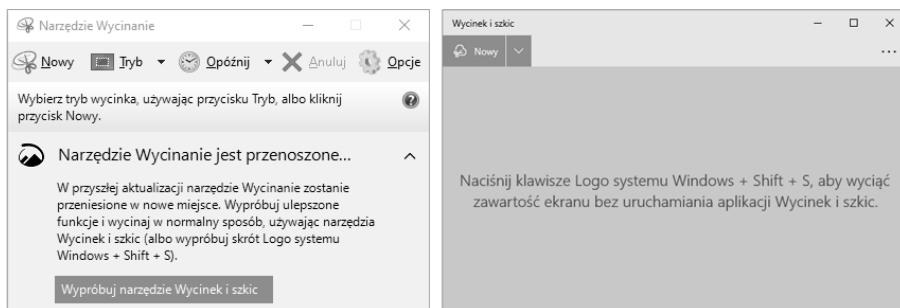 Narzędzie Wycinanie
Nowy Tryb Opóźnij Anuluj Opcje
Wybierz tryb wycinka, używając przycisku Tryb, albo kliknij
przycisk Nowy.
Narzędzie Wycinanie jest przenoszone...
W przyszłej aktualizacji narzędzie Wycinanie zostanie
przeniesione w nowe miejsce. Wypróbuj ulepszone
funkcje i wycinaj w normalny sposób, używając narzędzia
Wycinek i szkic (albo wypróbuj skrót Logo systemu
Windows + Shift + S).
Wypróbuj narzędzie Wycinek i szkic
Wycinek i szkic
Nowy
Naciśnij klawisze Logo systemu Windows + Shift + S, aby wyciąć
zawartość ekranu bez uruchamiania aplikacji Wycinek i szkic.